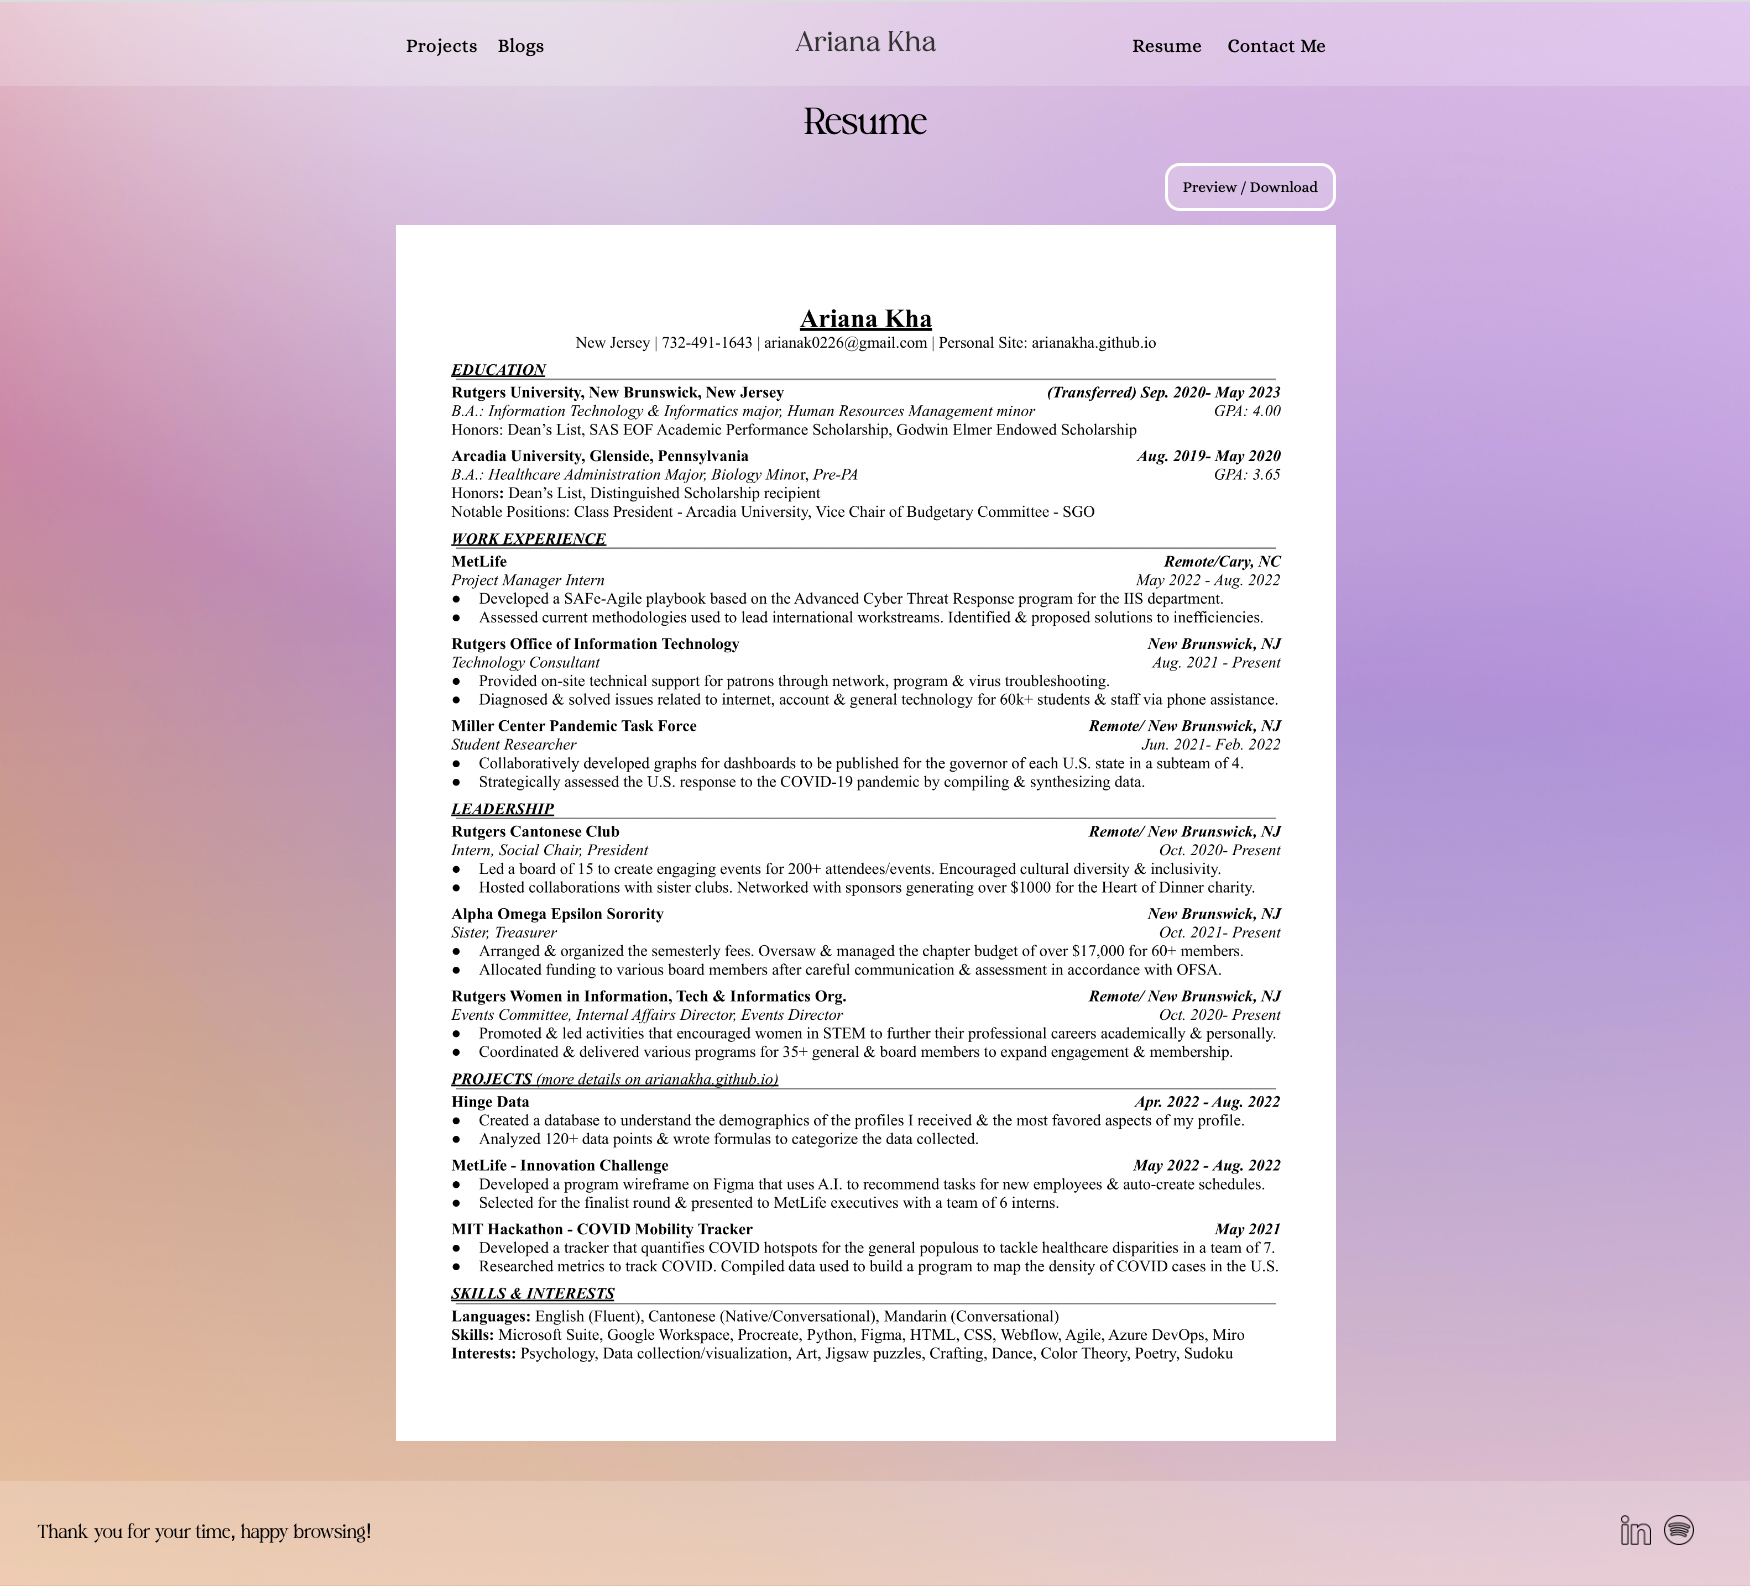 Projects Blogs Ariana Kha Resume Contact Me
Resume
Preview / Download
Ariana Kha
New Jersey | 732-491-1643 | arianak0226@gmail.com | Personal Site: arianakha.github.io
EDUCATION
Rutgers University, New Brunswick, New Jersey (Transferred) Sep. 2020- May 2023
B.A.: Information Technology & Informatics major, Human Resources Management minor GPA: 4.00
Honors: Dean's List, SAS EOF Academic Performance Scholarship, Godwin Elmer Endowed Scholarship
Arcadia University, Glenside, Pennsylvania Aug. 2019- May 2020
B.A.: Healthcare Administration Major, Biology Minor, Pre-PA GPA: 3.65
Honors: Dean's List, Distinguished Scholarship recipient
Notable Positions: Class President - Arcadia University, Vice Chair of Budgetary Committee - SGO
WORK EXPERIENCE
MetLife Remote/Cary, NC
Project Manager Intern May 2022 - Aug. 2022
● Developed a SAFe-Agile playbook based on the Advanced Cyber Threat Response program for the IIS department.
● Assessed current methodologies used to lead international workstreams. Identified & proposed solutions to inefficiencies.
Rutgers Office of Information Technology New Brunswick, NJ
Technology Consultant Aug. 2021 - Present
● Provided on-site technical support for patrons through network, program & virus troubleshooting.
● Diagnosed & solved issues related to internet, account & general technology for 60k+ students & staff via phone assistance.
Miller Center Pandemic Task Force Remote/ New Brunswick, NJ
Student Researcher Jun. 2021- Feb. 2022
● Collaboratively developed graphs for dashboards to be published for the governor of each U.S. state in a subteam of 4.
● Strategically assessed the U.S. response to the COVID-19 pandemic by compiling & synthesizing data.
LEADERSHIP
Rutgers Cantonese Club Remote/ New Brunswick, NJ
Intern, Social Chair, President Oct. 2020- Present
● Led a board of 15 to create engaging events for 200+ attendees/events. Encouraged cultural diversity & inclusivity.
● Hosted collaborations with sister clubs. Networked with sponsors generating over $1000 for the Heart of Dinner charity.
Alpha Omega Epsilon Sorority New Brunswick, NJ
Sister, Treasurer Oct. 2021- Present
● Arranged & organized the semesterly fees. Oversaw & managed the chapter budget of over $17,000 for 60+ members.
● Allocated funding to various board members after careful communication & assessment in accordance with OFSA.
Rutgers Women in Information, Tech & Informatics Org. Remote/ New Brunswick, NJ
Events Committee, Internal Affairs Director, Events Director Oct. 2020- Present
● Promoted & led activities that encouraged women in STEM to further their professional careers academically & personally.
● Coordinated & delivered various programs for 35+ general & board members to expand engagement & membership.
PROJECTS (more details on arianakha.github.io)
Hinge Data Apr. 2022 - Aug. 2022
● Created a database to understand the demographics of the profiles I received & the most favored aspects of my profile.
● Analyzed 120+ data points & wrote formulas to categorize the data collected.
MetLife - Innovation Challenge May 2022 - Aug. 2022
● Developed a program wireframe on Figma that uses A.I. to recommend tasks for new employees & auto-create schedules.
● Selected for the finalist round & presented to MetLife executives with a team of 6 interns.
MIT Hackathon - COVID Mobility Tracker May 2021
● Developed a tracker that quantifies COVID hotspots for the general populous to tackle healthcare disparities in a team of 7.
● Researched metrics to track COVID. Compiled data used to build a program to map the density of COVID cases in the U.S.
SKILLS & INTERESTS
Languages: English (Fluent), Cantonese (Native/Conversational), Mandarin (Conversational)
Skills: Microsoft Suite, Google Workspace, Procreate, Python, Figma, HTML, CSS, Webflow, Agile, Azure DevOps, Miro
Interests: Psychology, Data collection/visualization, Art, Jigsaw puzzles, Crafting, Dance, Color Theory, Poetry, Sudoku
Thank you for your time, happy browsing! in